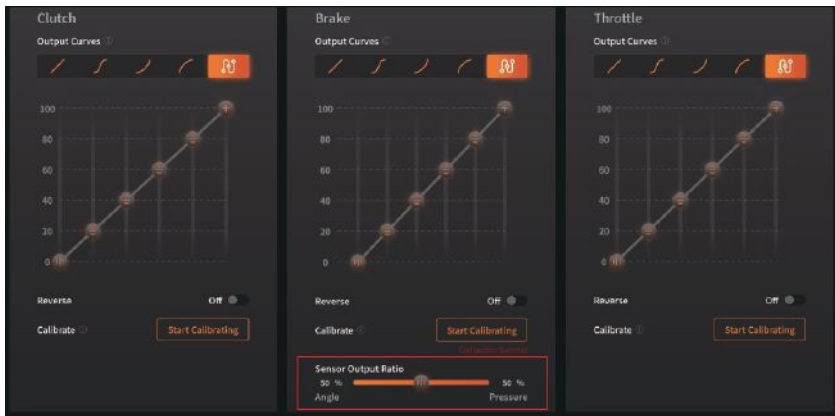 Clutch
Output Curves
100
80
60
40
20
0
Reverse Off
Calibrate Start Calibrating
Brake
Output Curves
100
80
60
40
20
0
Reverse Off
Calibrate Start Calibrating
Sensor Output Ratio
50 % 50 %
Angle Pressure
Throttle
Output Curves
100
80
60
40
20
0
Reverse Off
Calibrate Start Calibrating